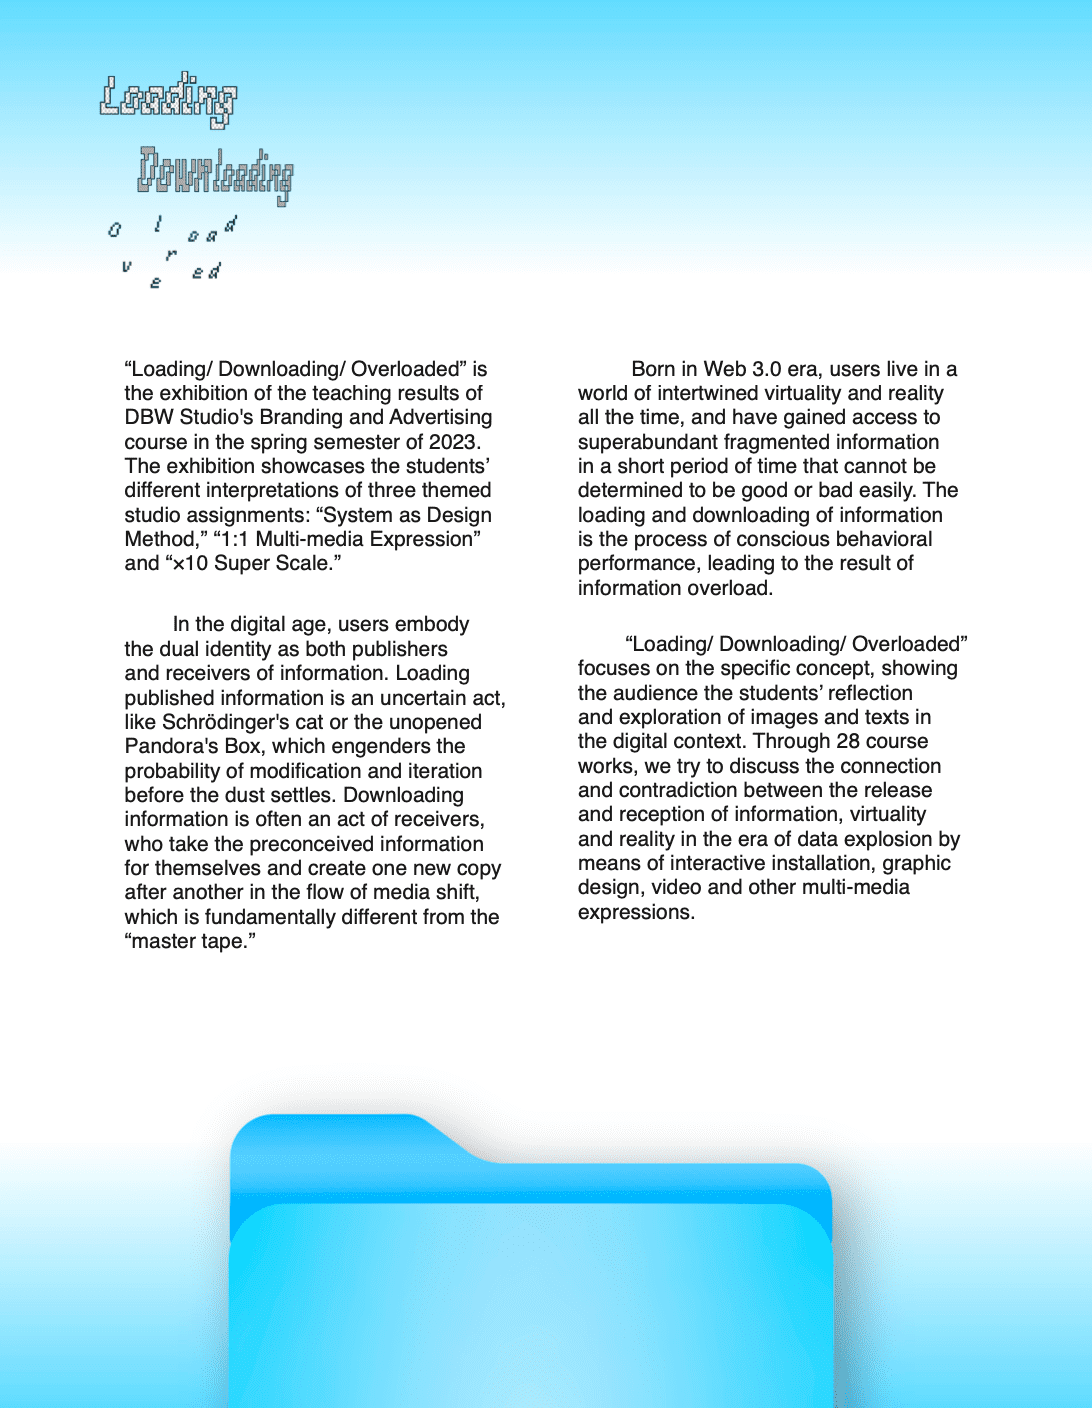 Loading
Downloading
Overloaded
“Loading/ Downloading/ Overloaded” is
the exhibition of the teaching results of
DBW Studio's Branding and Advertising
course in the spring semester of 2023.
The exhibition showcases the students’
different interpretations of three themed
studio assignments: “System as Design
Method,” “1:1 Multi-media Expression”
and “×10 Super Scale.”
In the digital age, users embody
the dual identity as both publishers
and receivers of information. Loading
published information is an uncertain act,
like Schrödinger's cat or the unopened
Pandora's Box, which engenders the
probability of modification and iteration
before the dust settles. Downloading
information is often an act of receivers,
who take the preconceived information
for themselves and create one new copy
after another in the flow of media shift,
which is fundamentally different from the
“master tape.”
Born in Web 3.0 era, users live in a
world of intertwined virtuality and reality
all the time, and have gained access to
superabundant fragmented information
in a short period of time that cannot be
determined to be good or bad easily. The
loading and downloading of information
is the process of conscious behavioral
performance, leading to the result of
information overload.
“Loading/ Downloading/ Overloaded”
focuses on the specific concept, showing
the audience the students’ reflection
and exploration of images and texts in
the digital context. Through 28 course
works, we try to discuss the connection
and contradiction between the release
and reception of information, virtuality
and reality in the era of data explosion by
means of interactive installation, graphic
design, video and other multi-media
expressions.